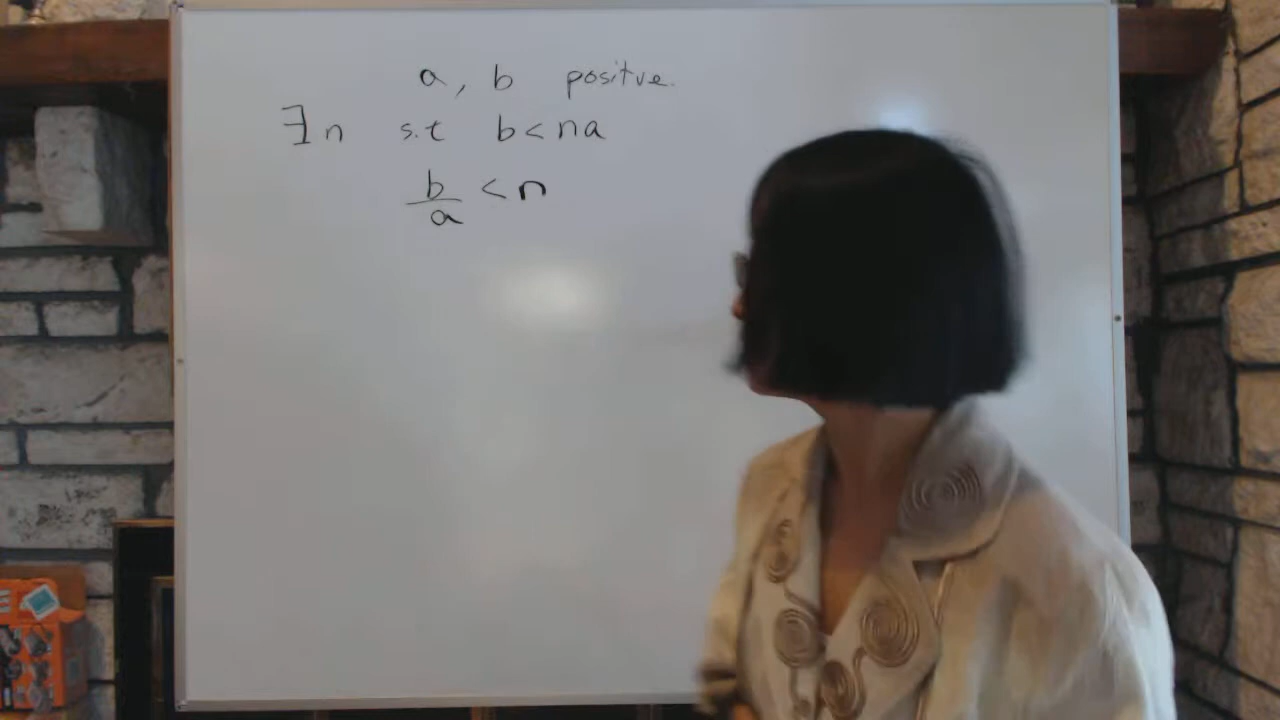 a, b positve.
∃n s.t b < na
b/a < n